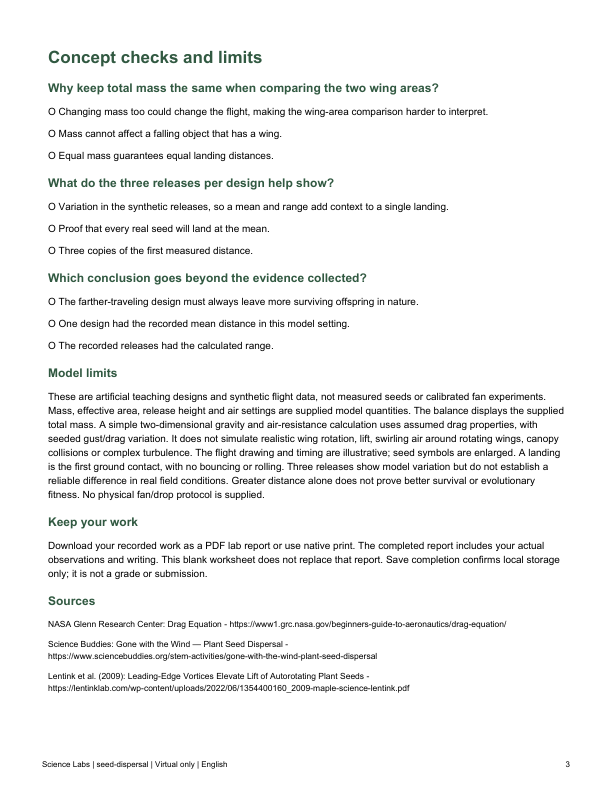 Concept checks and limits
Why keep total mass the same when comparing the two wing areas?
O Changing mass too could change the flight, making the wing-area comparison harder to interpret.
O Mass cannot affect a falling object that has a wing.
O Equal mass guarantees equal landing distances.
What do the three releases per design help show?
O Variation in the synthetic releases, so a mean and range add context to a single landing.
O Proof that every real seed will land at the mean.
O Three copies of the first measured distance.
Which conclusion goes beyond the evidence collected?
O The farther-traveling design must always leave more surviving offspring in nature.
O One design had the recorded mean distance in this model setting.
O The recorded releases had the calculated range.
Model limits
These are artificial teaching designs and synthetic flight data, not measured seeds or calibrated fan experiments.
Mass, effective area, release height and air settings are supplied model quantities. The balance displays the supplied
total mass. A simple two-dimensional gravity and air-resistance calculation uses assumed drag properties, with
seeded gust/drag variation. It does not simulate realistic wing rotation, lift, swirling air around rotating wings, canopy
collisions or complex turbulence. The flight drawing and timing are illustrative; seed symbols are enlarged. A landing
is the first ground contact, with no bouncing or rolling. Three releases show model variation but do not establish a
reliable difference in real field conditions. Greater distance alone does not prove better survival or evolutionary
fitness. No physical fan/drop protocol is supplied.
Keep your work
Download your recorded work as a PDF lab report or use native print. The completed report includes your actual
observations and writing. This blank worksheet does not replace that report. Save completion confirms local storage
only; it is not a grade or submission.
Sources
NASA Glenn Research Center: Drag Equation - https://www1.grc.nasa.gov/beginners-guide-to-aeronautics/drag-equation/
Science Buddies: Gone with the Wind — Plant Seed Dispersal -
https://www.sciencebuddies.org/stem-activities/gone-with-the-wind-plant-seed-dispersal
Lentink et al. (2009): Leading-Edge Vortices Elevate Lift of Autorotating Plant Seeds -
https://lentinklab.com/wp-content/uploads/2022/06/1354400160_2009-maple-science-lentink.pdf
Science Labs | seed-dispersal | Virtual only | English
3